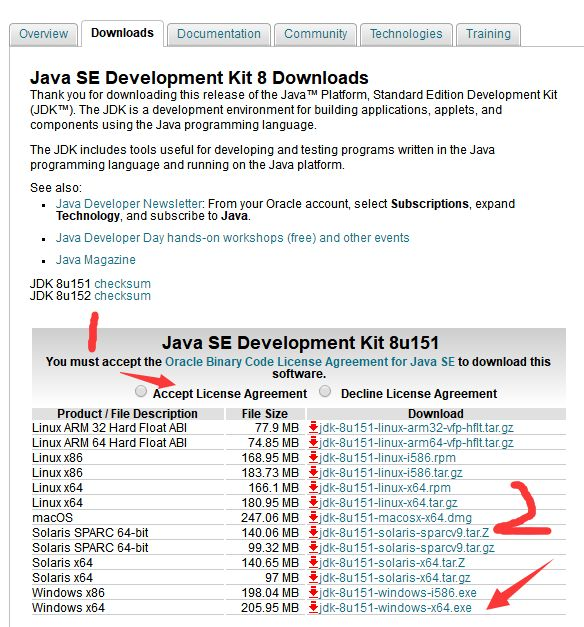 Overview Downloads Documentation Community Technologies Training
Java SE Development Kit 8 Downloads
Thank you for downloading this release of the Java™ Platform, Standard Edition Development Kit
(JDK™). The JDK is a development environment for building applications, applets, and
components using the Java programming language.
The JDK includes tools useful for developing and testing programs written in the Java
programming language and running on the Java platform.
See also:
Java Developer Newsletter: From your Oracle account, select Subscriptions, expand
Technology, and subscribe to Java.
Java Developer Day hands-on workshops (free) and other events
Java Magazine
JDK 8u151 checksum
JDK 8u152 checksum
1
Java SE Development Kit 8u151
You must accept the Oracle Binary Code License Agreement for Java SE to download this
software.
Accept License Agreement Decline License Agreement
Product / File Description File Size Download
Linux ARM 32 Hard Float ABI 77.9 MB jdk-8u151-linux-arm32-vfp-hflt.tar.gz
Linux ARM 64 Hard Float ABI 74.85 MB jdk-8u151-linux-arm64-vfp-hflt.tar.gz
Linux x86 168.95 MB jdk-8u151-linux-i586.rpm
Linux x86 183.73 MB jdk-8u151-linux-i586.tar.gz
Linux x64 166.1 MB jdk-8u151-linux-x64.rpm
Linux x64 180.95 MB jdk-8u151-linux-x64.tar.gz
macOS 247.06 MB jdk-8u151-macosx-x64.dmg
2
Solaris SPARC 64-bit 140.06 MB jdk-8u151-solaris-sparcv9.tar.Z
Solaris SPARC 64-bit 99.32 MB jdk-8u151-solaris-sparcv9.tar.gz
Solaris x64 140.65 MB jdk-8u151-solaris-x64.tar.Z
Solaris x64 97 MB jdk-8u151-solaris-x64.tar.gz
Windows x86 198.04 MB jdk-8u151-windows-i586.exe
Windows x64 205.95 MB jdk-8u151-windows-x64.exe